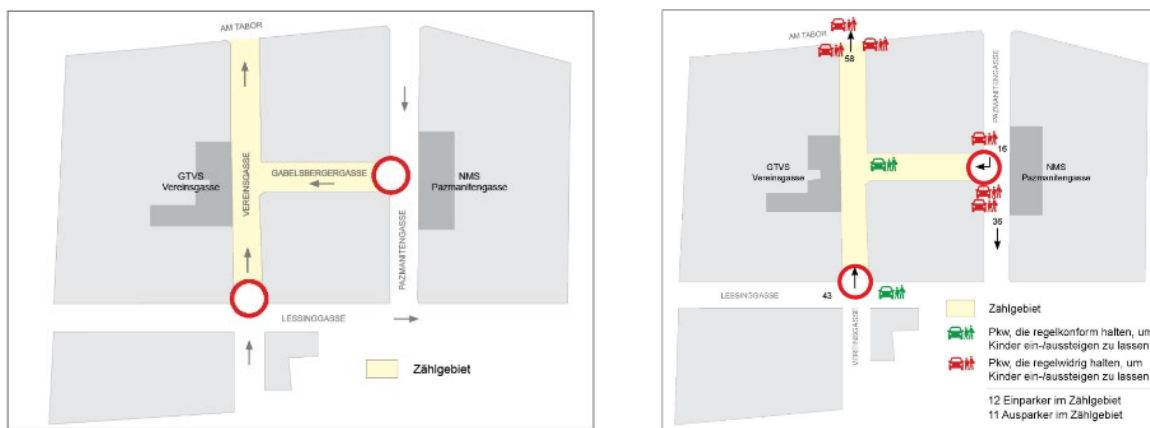 AM TABOR
GTVS
Vereinsgasse
VEREINSGASSE
GABELSBERGERGASSE
NMS
Pazmanitengasse
PAZMANITENGASSE
LESSINGGASSE
Zählgebiet
AM TABOR
58
PAZMANITENGASSE
16
GTVS
Vereinsgasse
NMS
Pazmanitengasse
36
LESSINGGASSE
43
VEREINSGASSE
Zählgebiet
Pkw, die regelkonform halten, um
Kinder ein-/aussteigen zu lassen
Pkw, die regelwidrig halten, um
Kinder ein-/aussteigen zu lassen
12 Einparker im Zählgebiet
11 Ausparker im Zählgebiet